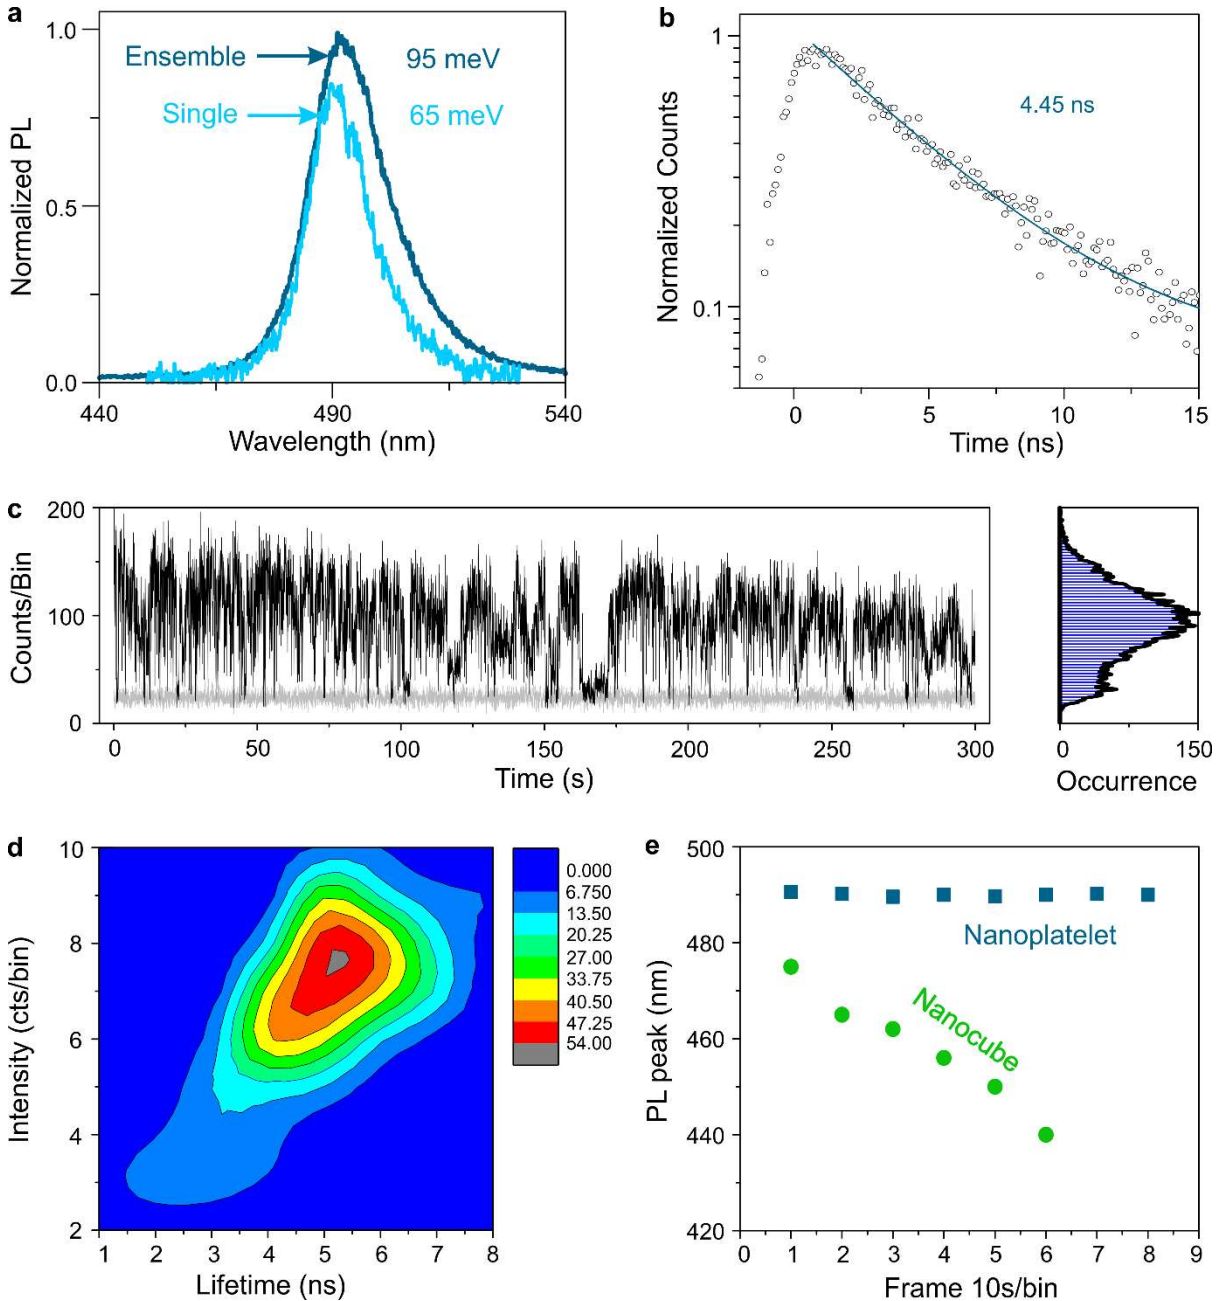 a
1.0
0.5
0.0
Normalized PL
Ensemble
95 meV
Single
65 meV
440
490
540
Wavelength (nm)
b
1
0.1
Normalized Counts
4.45 ns
0
5
10
15
Time (ns)
c
200
100
0
Counts/Bin
0
50
100
150
200
250
300
Time (s)
0
150
Occurrence
d
10
8
6
4
2
Intensity (cts/bin)
1
2
3
4
5
6
7
8
Lifetime (ns)
0.000
6.750
13.50
20.25
27.00
33.75
40.50
47.25
54.00
e
500
480
460
440
420
PL peak (nm)
Nanoplatelet
Nanocube
0
1
2
3
4
5
6
7
8
9
Frame 10s/bin